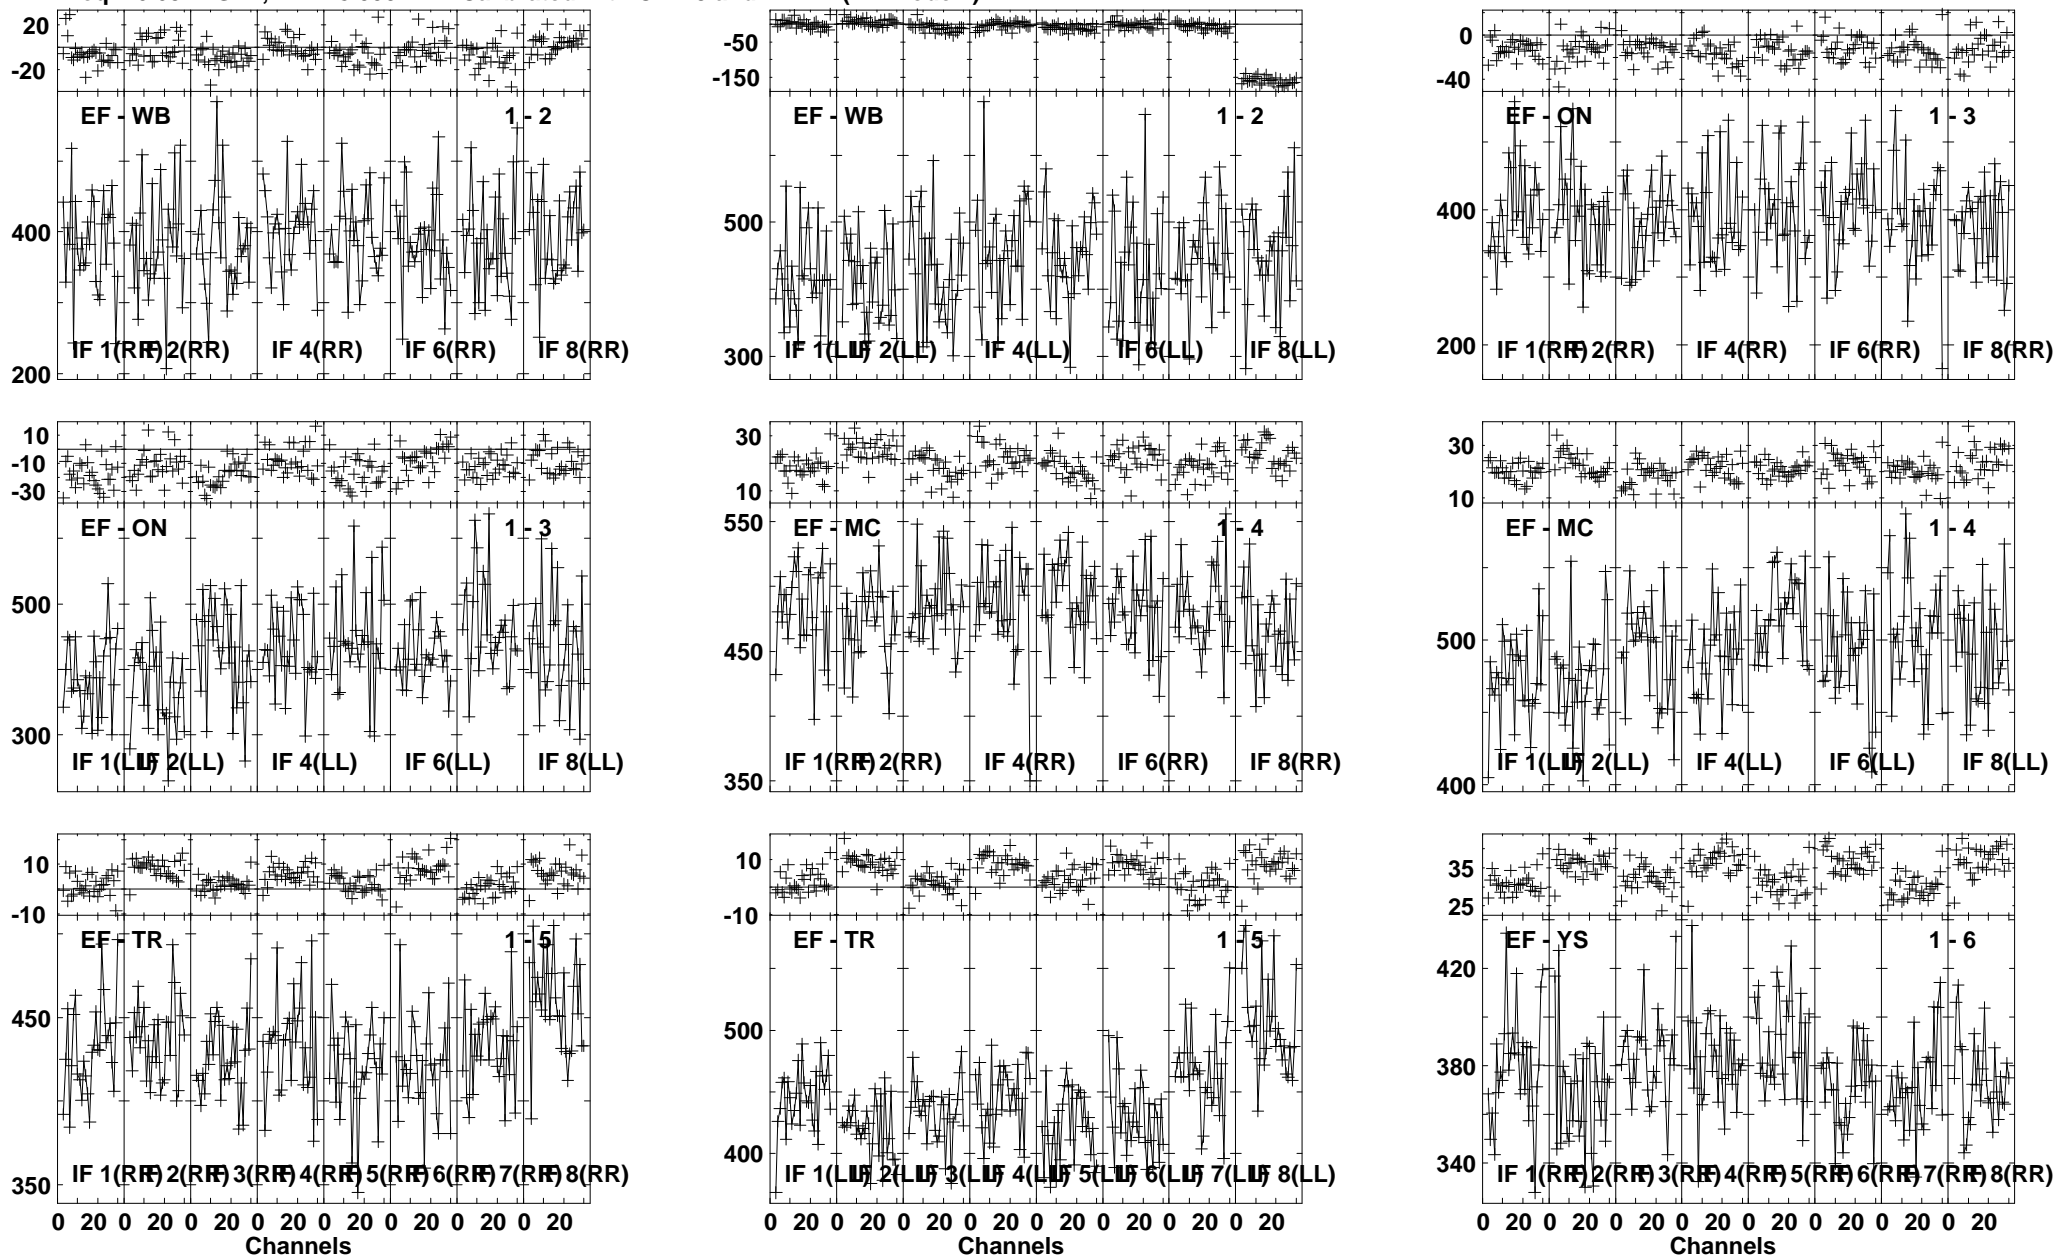 20
-20
EF - WB
1 - 2
400
200
IF 1(RR) IF 2(RR) IF 4(RR) IF 6(RR) IF 8(RR)
-50
-150
EF - WB
1 - 2
500
300
IF 1(LL) IF 2(LL) IF 4(LL) IF 6(LL) IF 8(LL)
0
-40
EF - ON
1 - 3
400
200
IF 1(RR) IF 2(RR) IF 4(RR) IF 6(RR) IF 8(RR)
10
-10
-30
EF - ON
1 - 3
500
300
IF 1(LL) IF 2(LL) IF 4(LL) IF 6(LL) IF 8(LL)
30
10
EF - MC
1 - 4
550
450
350
IF 1(RR) IF 2(RR) IF 4(RR) IF 6(RR) IF 8(RR)
30
10
EF - MC
1 - 4
500
400
IF 1(LL) IF 2(LL) IF 4(LL) IF 6(LL) IF 8(LL)
10
-10
EF - TR
1 - 5
450
350
IF 1(RR) IF 2(RR) IF 3(RR) IF 4(RR) IF 5(RR) IF 6(RR) IF 7(RR) IF 8(RR)
0 20 0 20 0 20 0 20 0 20 0 20 0 20 0 20
Channels
10
-10
EF - TR
1 - 5
500
400
IF 1(LL) IF 2(LL) IF 3(LL) IF 4(LL) IF 5(LL) IF 6(LL) IF 7(LL) IF 8(LL)
0 20 0 20 0 20 0 20 0 20 0 20 0 20 0 20
Channels
35
25
EF - YS
1 - 6
420
380
340
IF 1(RR) IF 2(RR) IF 3(RR) IF 4(RR) IF 5(RR) IF 6(RR) IF 7(RR) IF 8(RR)
0 20 0 20 0 20 0 20 0 20 0 20 0 20 0 20
Channels